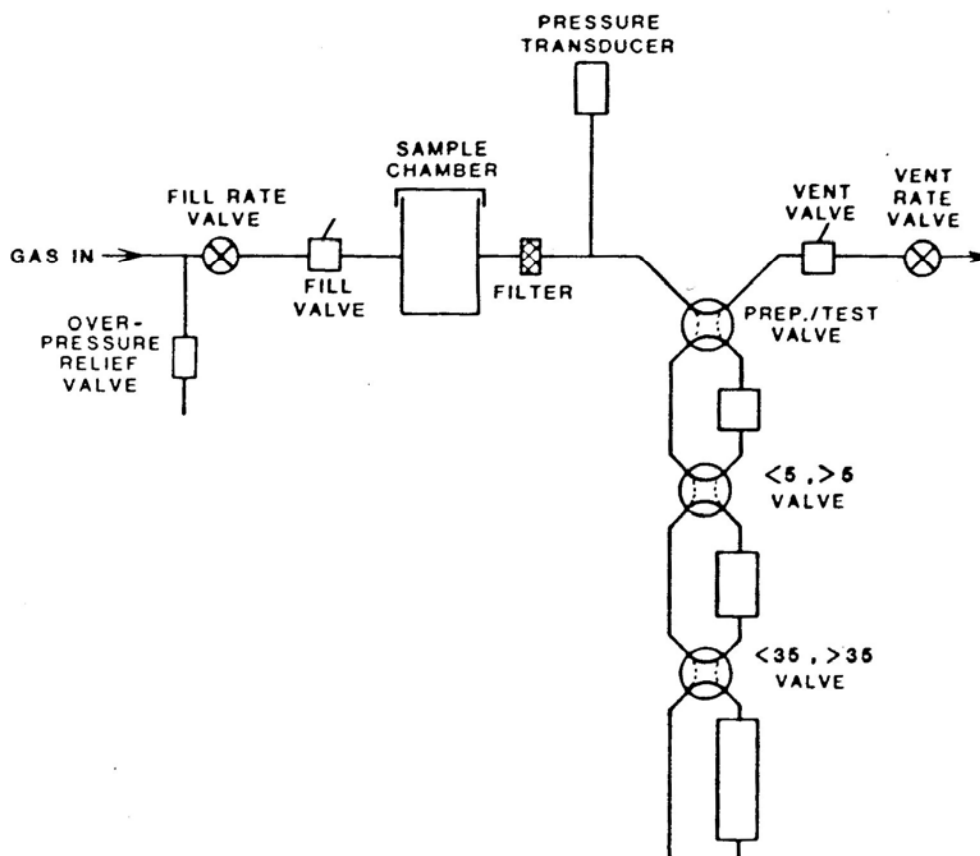 PRESSURE
TRANSDUCER
SAMPLE
CHAMBER
FILL RATE
VALVE
VENT
VALVE
VENT
RATE
VALVE
GAS IN
FILL
VALVE
FILTER
PREP./TEST
VALVE
OVER-
PRESSURE
RELIEF
VALVE
<5 , >5
VALVE
<35 , >35
VALVE